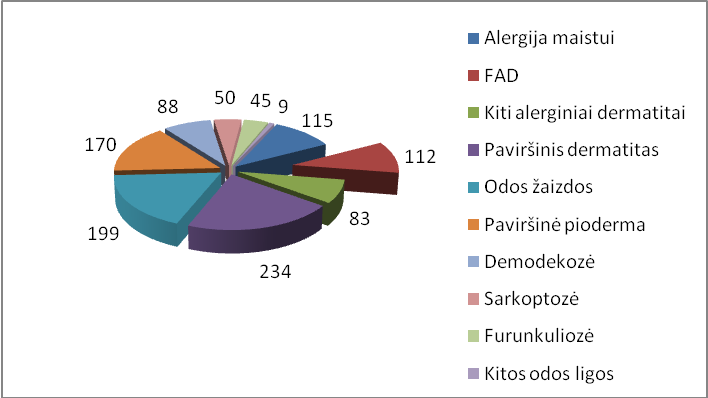 50
45
9
88
115
170
112
83
199
234
Alergija maistui
FAD
Kiti alerginiai dermatitai
Paviršinis dermatitas
Odos žaizdos
Paviršinė pioderma
Demodekozė
Sarkoptozė
Furunkuliozė
Kitos odos ligos